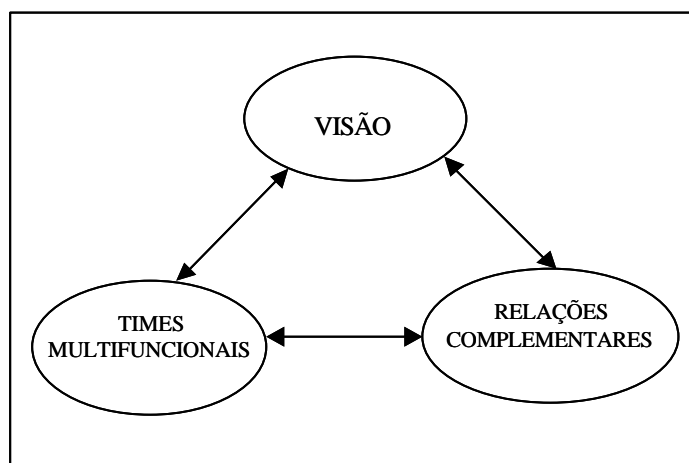 VISÃO
TIMES
MULTIFUNCIONAIS
RELAÇÕES
COMPLEMENTARES